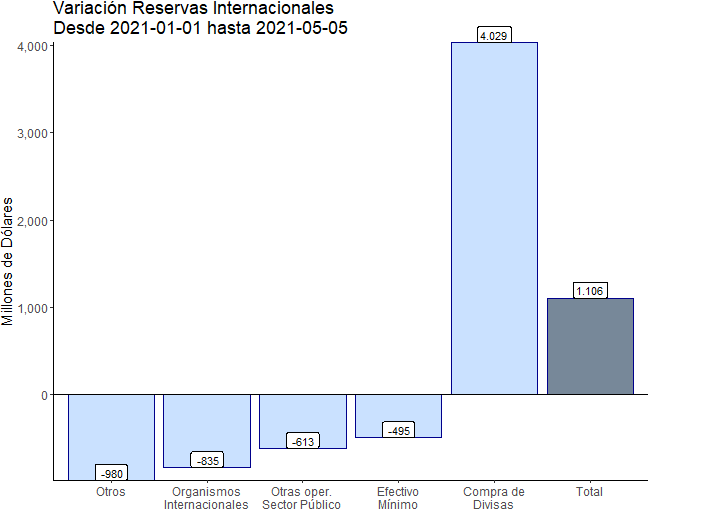 Variación Reservas Internacionales
Desde 2021-01-01 hasta 2021-05-05
Millones de Dólares
4,000
3,000
2,000
1,000
0
-980
-835
-613
-495
4.029
1.106
Otros
Organismos
Internacionales
Otras oper.
Sector Público
Efectivo
Mínimo
Compra de
Divisas
Total